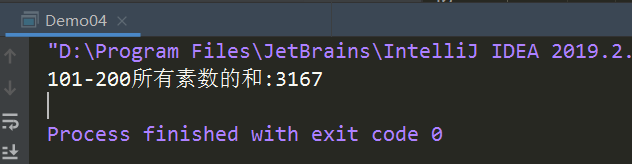 Demo04
"D:\Program Files\JetBrains\IntelliJ IDEA 2019.2.
101-200所有素数的和:3167
Process finished with exit code 0